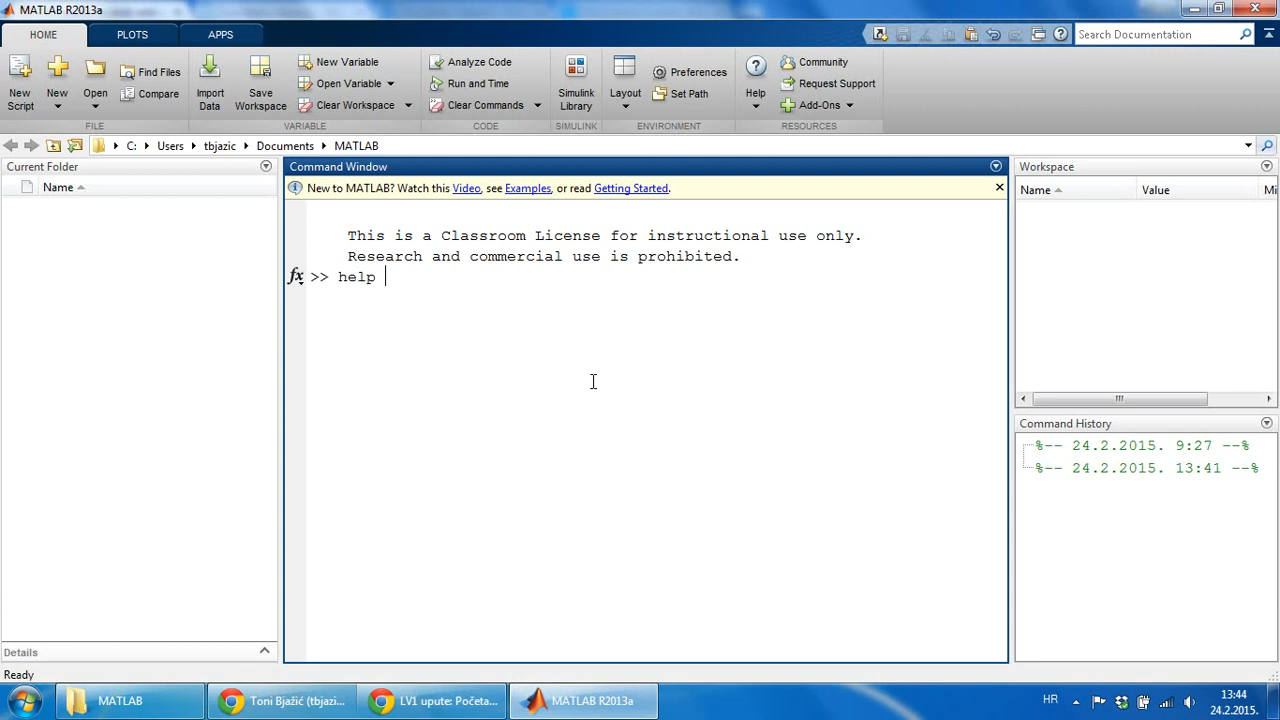 MATLAB R2013a
HOME
PLOTS
APPS
Search Documentation
New Script
New
Open
Find Files
Compare
Import Data
Save Workspace
New Variable
Open Variable
Clear Workspace
Analyze Code
Run and Time
Clear Commands
Simulink Library
Layout
Preferences
Set Path
Help
Community
Request Support
Add-Ons
FILE
VARIABLE
CODE
SIMULINK
ENVIRONMENT
RESOURCES
C: Users tbjazic Documents MATLAB
Current Folder
Name
Command Window
New to MATLAB? Watch this Video, see Examples, or read Getting Started.
This is a Classroom License for instructional use only.
Research and commercial use is prohibited.
fx >> help
Workspace
Name Value Mi
Command History
%-- 24.2.2015. 9:27 --%
%-- 24.2.2015. 13:41 --%
Details
Ready
MATLAB
Toni Bjažić (tbjazic...
LV1 upute: Početa...
MATLAB R2013a
HR
13:44
24.2.2015.